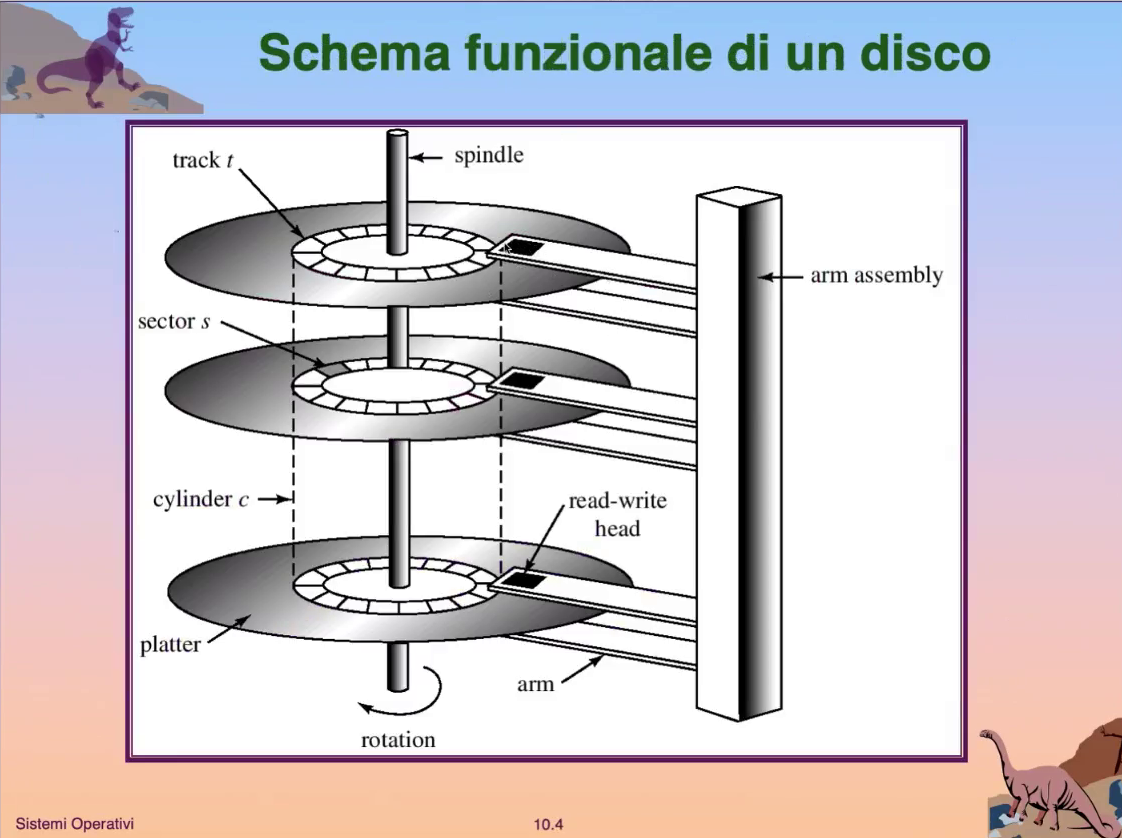 Schema funzionale di un disco
track t
spindle
arm assembly
sector s
cylinder c
read-write
head
platter
arm
rotation
Sistemi Operativi
10.4